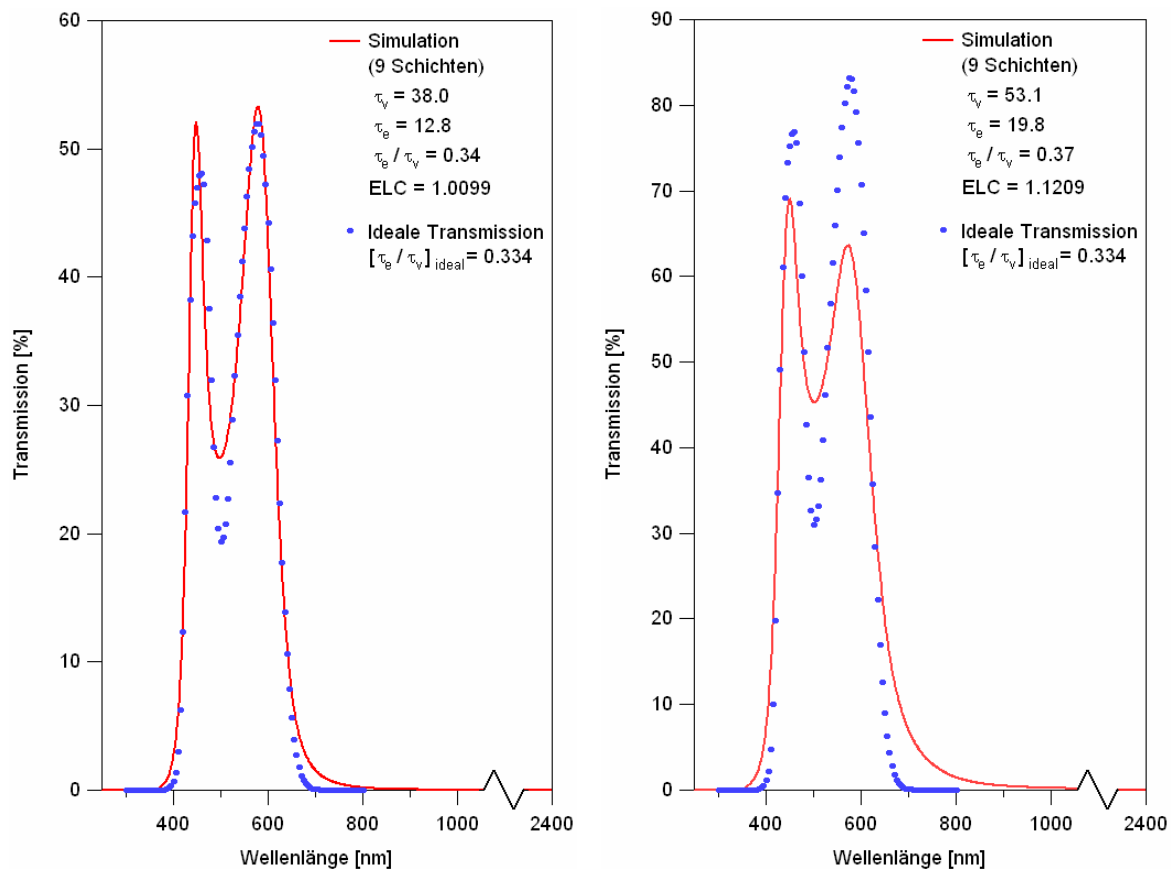 60
50
40
30
20
10
0
400
600
800
1000
2400
Transmission [%]
Wellenlänge [nm]
Simulation
(9 Schichten)
τv = 38.0
τe = 12.8
τe / τv = 0.34
ELC = 1.0099
Ideale Transmission
[τe / τv] ideal = 0.334
90
80
70
60
50
40
30
20
10
0
400
600
800
1000
2400
Transmission [%]
Wellenlänge [nm]
Simulation
(9 Schichten)
τv = 53.1
τe = 19.8
τe / τv = 0.37
ELC = 1.1209
Ideale Transmission
[τe / τv] ideal = 0.334